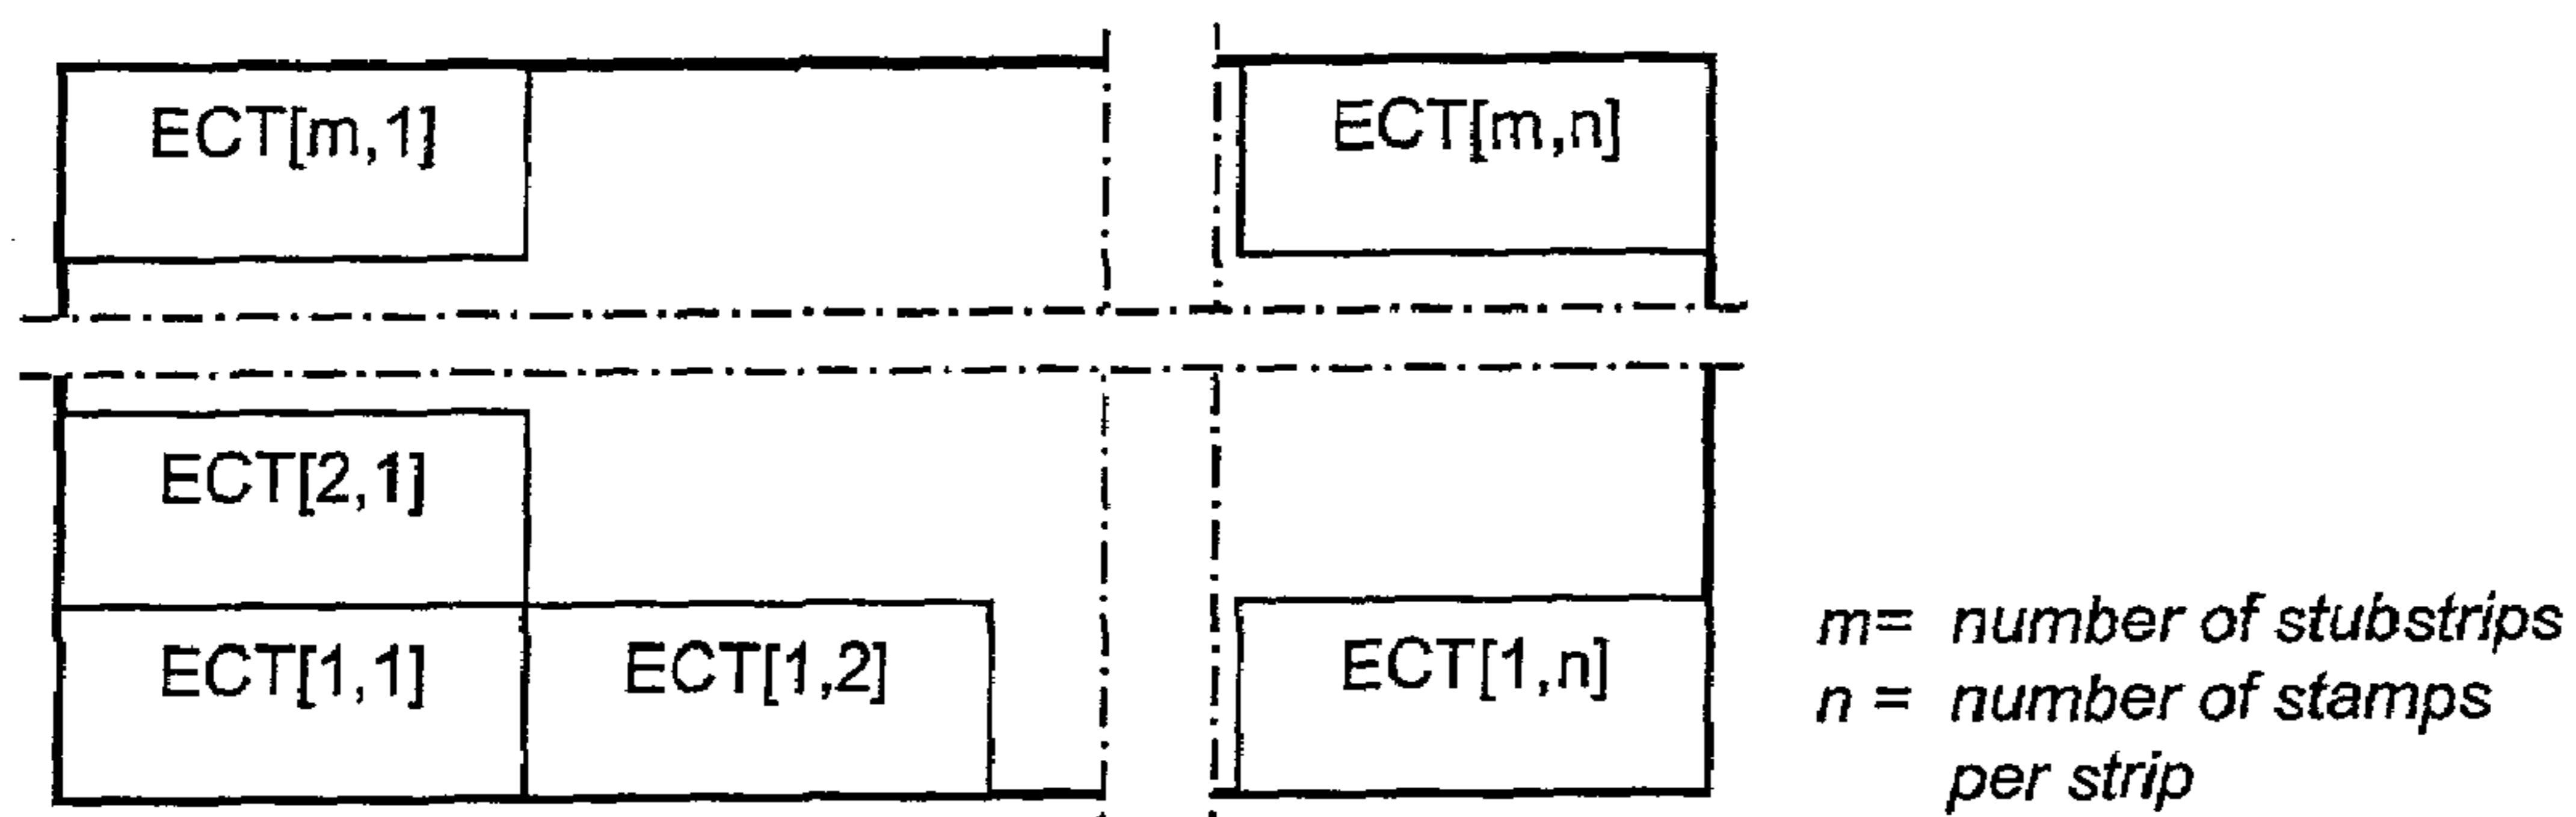 ECT[m,1] ECT[m,n]
ECT[2,1]
ECT[1,1] ECT[1,2] ECT[1,n]
m= number of stubstrips
n = number of stamps
per strip